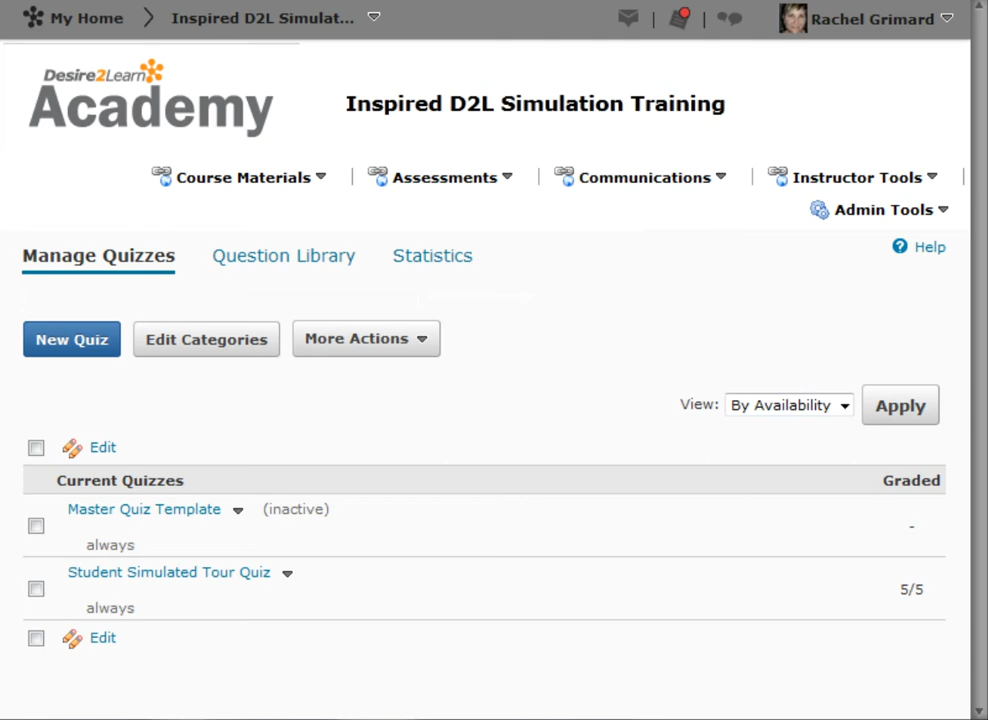 My Home Inspired D2L Simulat... Rachel Grimard
Desire2Learn
Academy
Inspired D2L Simulation Training
Course Materials Assessments Communications Instructor Tools
Admin Tools
Manage Quizzes Question Library Statistics Help
New Quiz Edit Categories More Actions
View: By Availability Apply
Edit
Current Quizzes Graded
Master Quiz Template (inactive) -
always
Student Simulated Tour Quiz 5/5
always
Edit